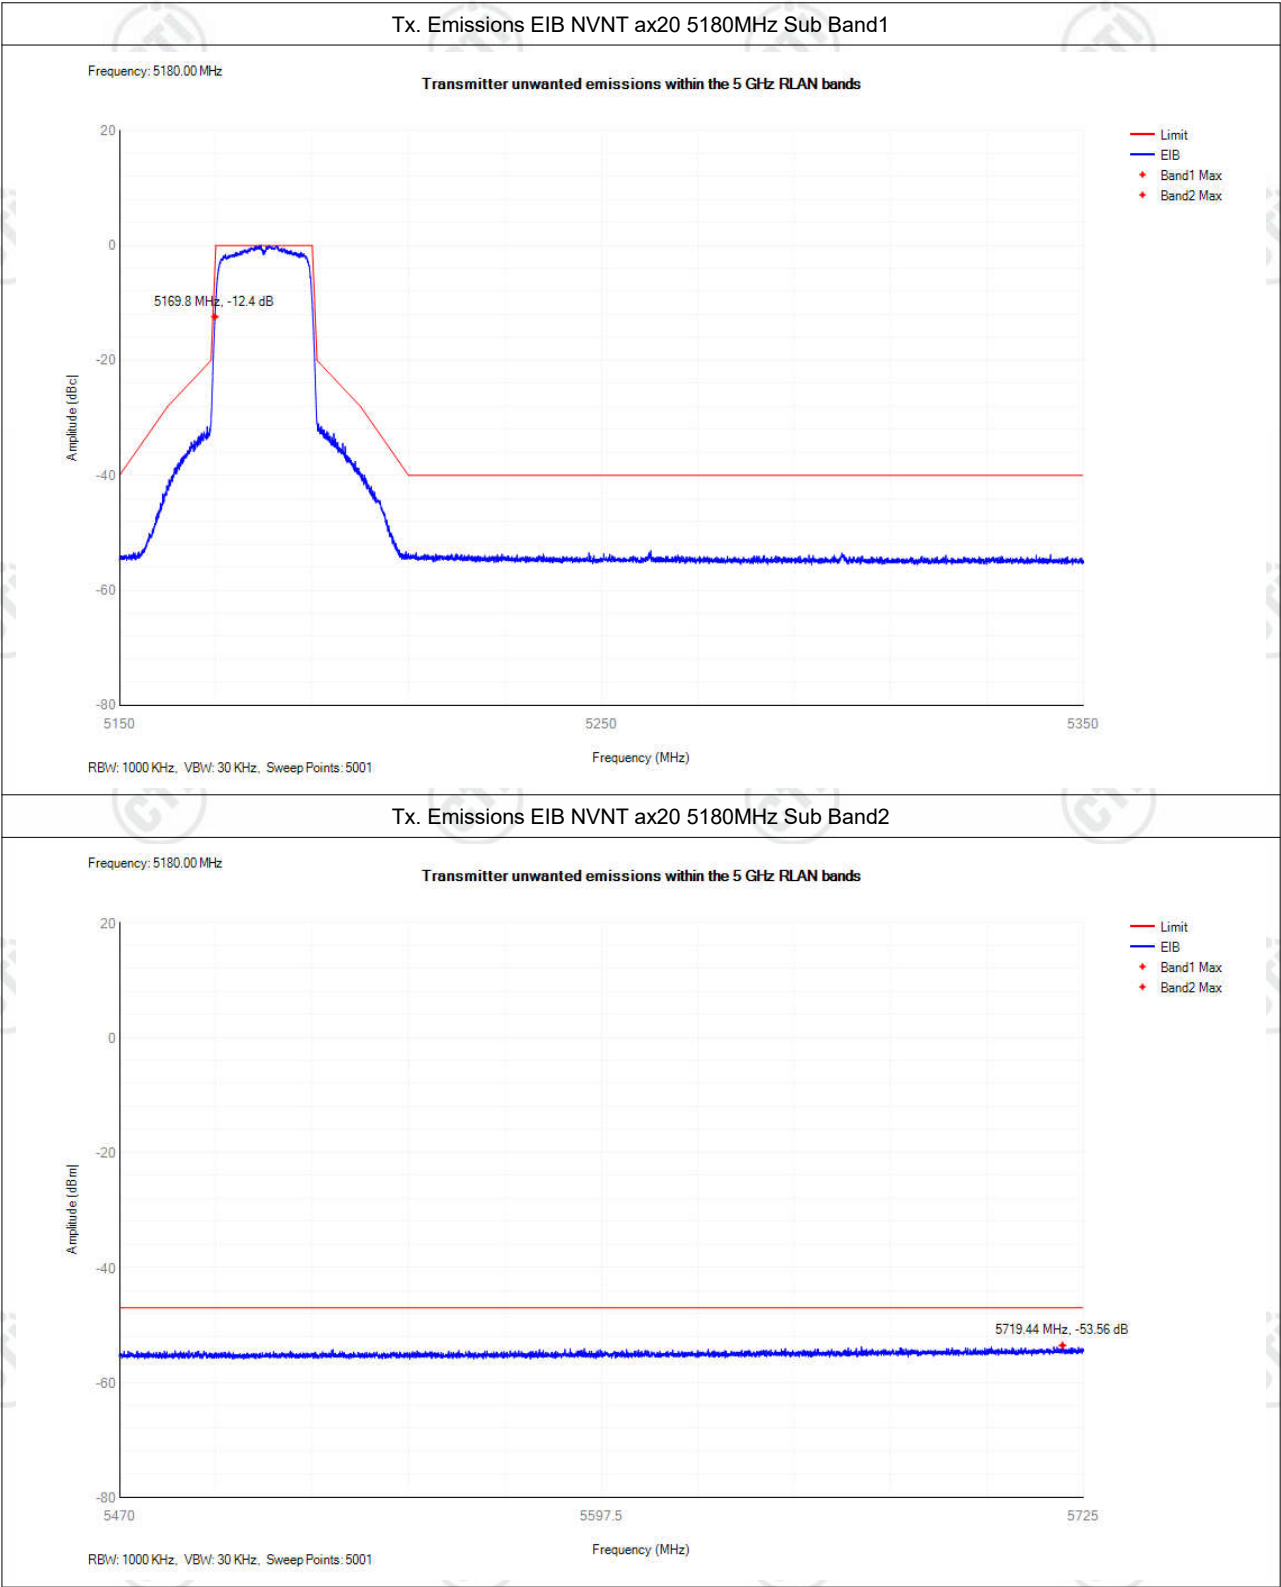 Tx. Emissions EIB NVNT ax20 5180MHz Sub Band1
Frequency: 5180.00 MHz
Transmitter unwanted emissions within the 5 GHz RLAN bands
20
0
-20
-40
-60
-80
Amplitude [dBc]
5169.8 MHz, -12.4 dB
Limit
EIB
Band1 Max
Band2 Max
5150
5250
5350
Frequency (MHz)
RBW: 1000 KHz, VBW: 30 KHz, Sweep Points: 5001
Tx. Emissions EIB NVNT ax20 5180MHz Sub Band2
Frequency: 5180.00 MHz
Transmitter unwanted emissions within the 5 GHz RLAN bands
20
0
-20
-40
-60
-80
Amplitude [dBm]
5719.44 MHz, -53.56 dB
Limit
EIB
Band1 Max
Band2 Max
5470
5597.5
5725
Frequency (MHz)
RBW: 1000 KHz, VBW: 30 KHz, Sweep Points: 5001